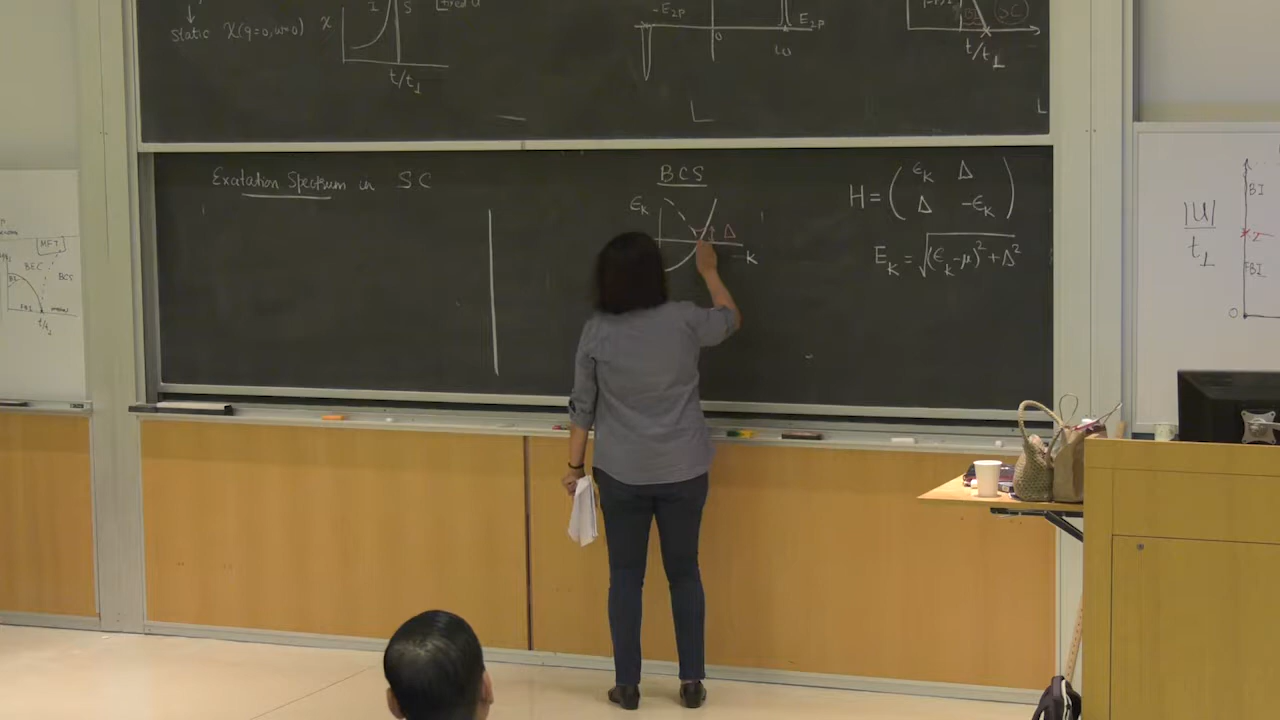 I S
static χ(q=0, ω=0) χ
t/t⊥
-E2p
E2p
0
ω
SC
t/t⊥
L
L
Excitation Spectrum in SC
BCS
ϵk
Δ
k
H = ( ϵk Δ
Δ -ϵk )
Ek = √(ϵk-μ)² + Δ²
|U|
t⊥
BI
FBI
0
MFT
BEC
BCS
t/t⊥